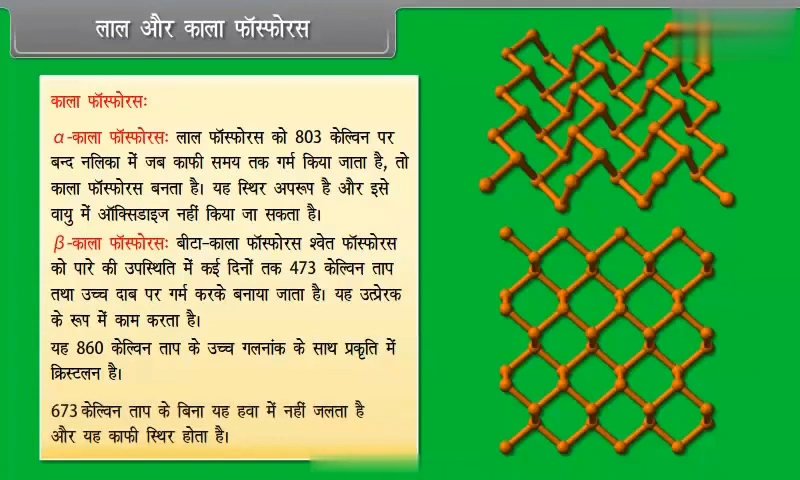 लाल और काला फॉस्फोरस
काला फॉस्फोरसः
α-काला फॉस्फोरसः लाल फॉस्फोरस को 803 केल्विन पर
बन्द नलिका में जब काफी समय तक गर्म किया जाता है, तो
काला फॉस्फोरस बनता है। यह स्थिर अपरूप है और इसे
वायु में ऑक्सिडाइज नहीं किया जा सकता है।
β-काला फॉस्फोरसः बीटा-काला फॉस्फोरस श्वेत फॉस्फोरस
को पारे की उपस्थिति में कई दिनों तक 473 केल्विन ताप
तथा उच्च दाब पर गर्म करके बनाया जाता है। यह उत्प्रेरक
के रूप में काम करता है।
यह 860 केल्विन ताप के उच्च गलनांक के साथ प्रकृति में
क्रिस्टलन है।
673 केल्विन ताप के बिना यह हवा में नहीं जलता है
और यह काफी स्थिर होता है।